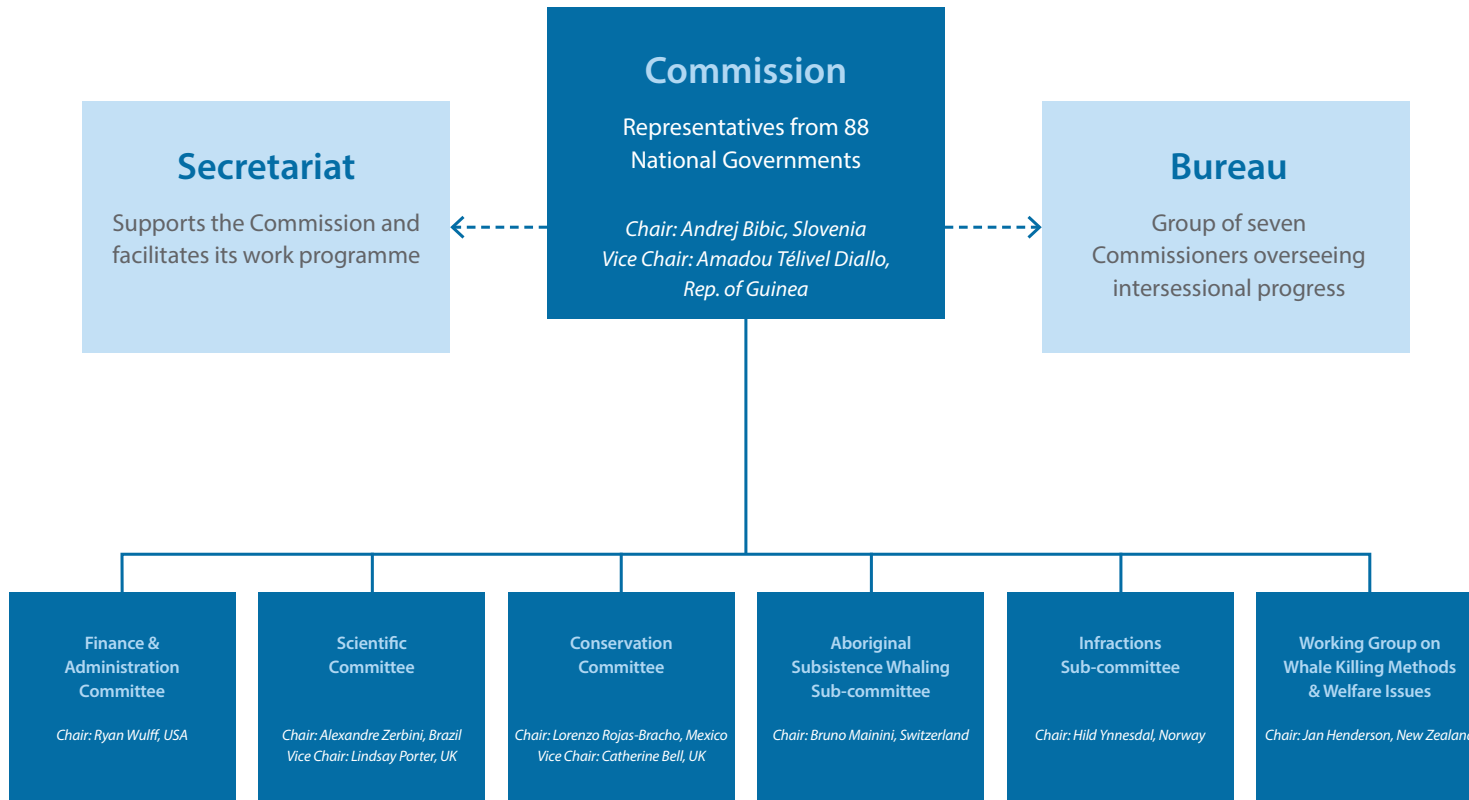 Commission
Representatives from 88
National Governments
Chair: Andrej Bibic, Slovenia
Vice Chair: Amadou Télivel Diallo,
Rep. of Guinea
Secretariat
Supports the Commission and
facilitates its work programme
Bureau
Group of seven
Commissioners overseeing
intersessional progress
Finance &
Administration
Committee
Chair: Ryan Wulff, USA
Scientific
Committee
Chair: Alexandre Zerbini, Brazil
Vice Chair: Lindsay Porter, UK
Conservation
Committee
Chair: Lorenzo Rojas-Bracho, Mexico
Vice Chair: Catherine Bell, UK
Aboriginal
Subsistence Whaling
Sub-committee
Chair: Bruno Mainini, Switzerland
Infractions
Sub-committee
Chair: Hild Ynnesdal, Norway
Working Group on
Whale Killing Methods
& Welfare Issues
Chair: Jan Henderson, New Zealand